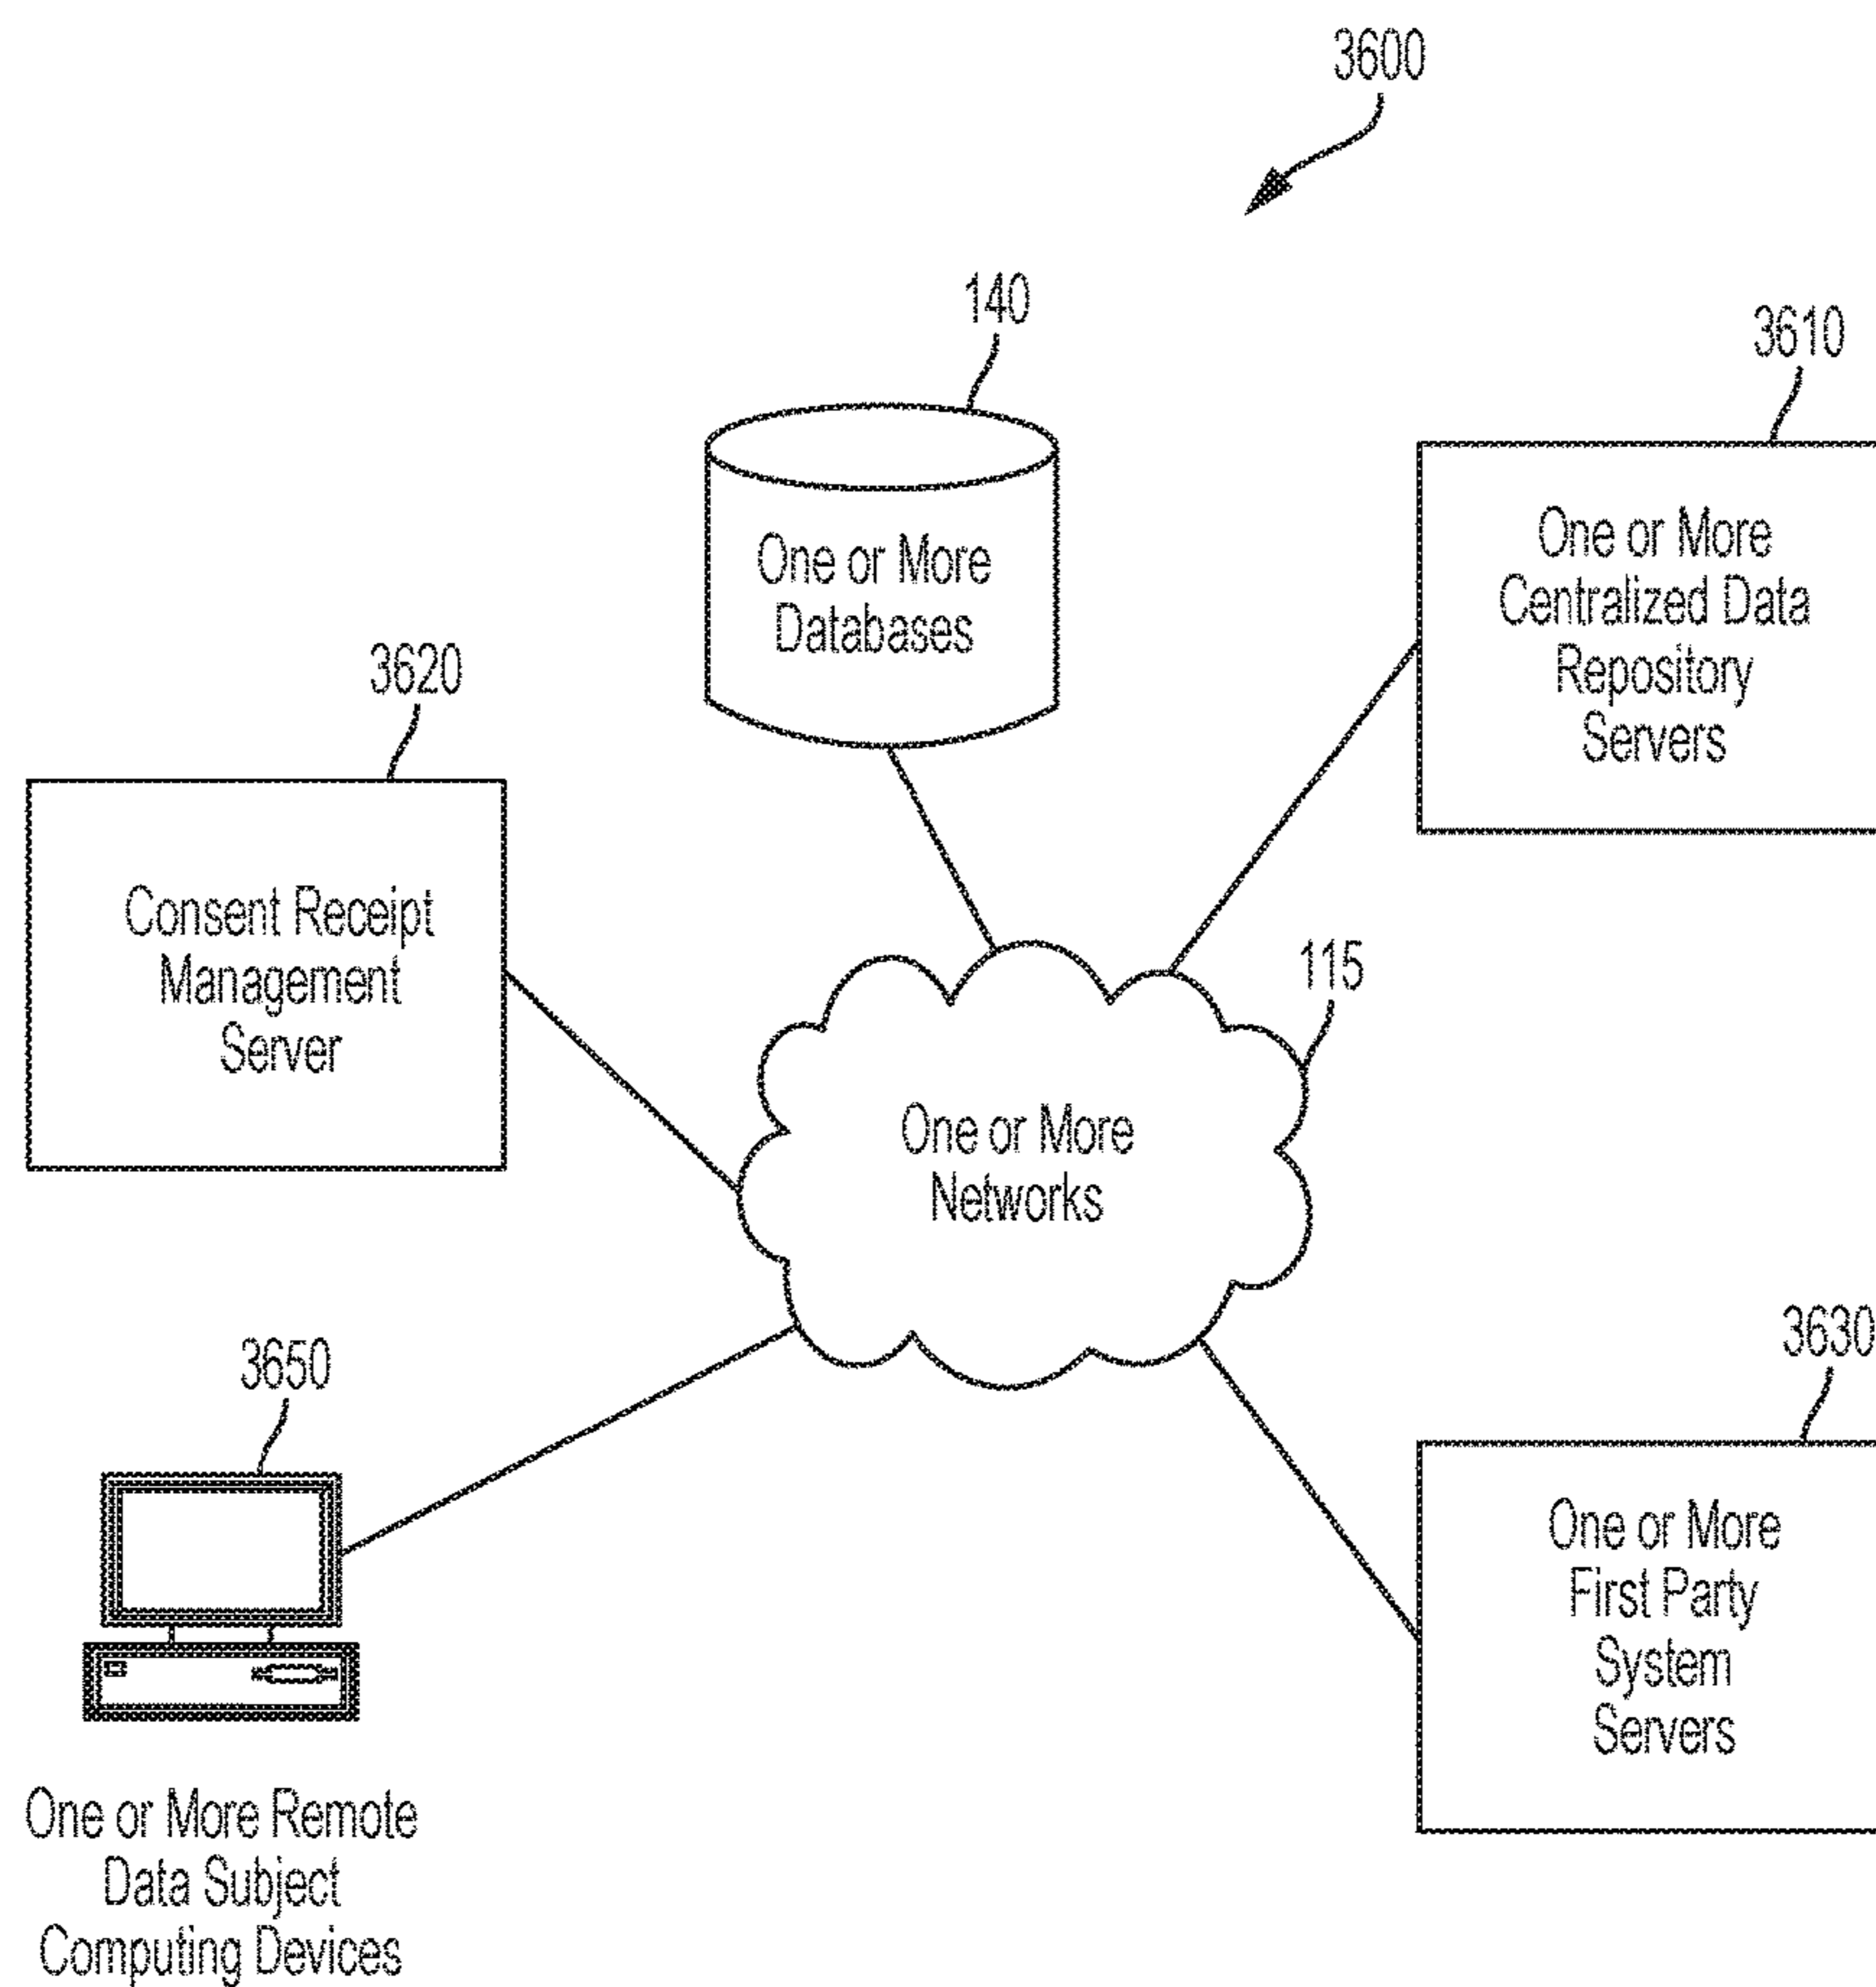 3600
140
One or More
Databases
3610
One or More
Centralized Data
Repository
Servers
3620
Consent Receipt
Management
Server
115
One or More
Networks
3650
One or More Remote
Data Subject
Computing Devices
3630
One or More
First Party
System
Servers